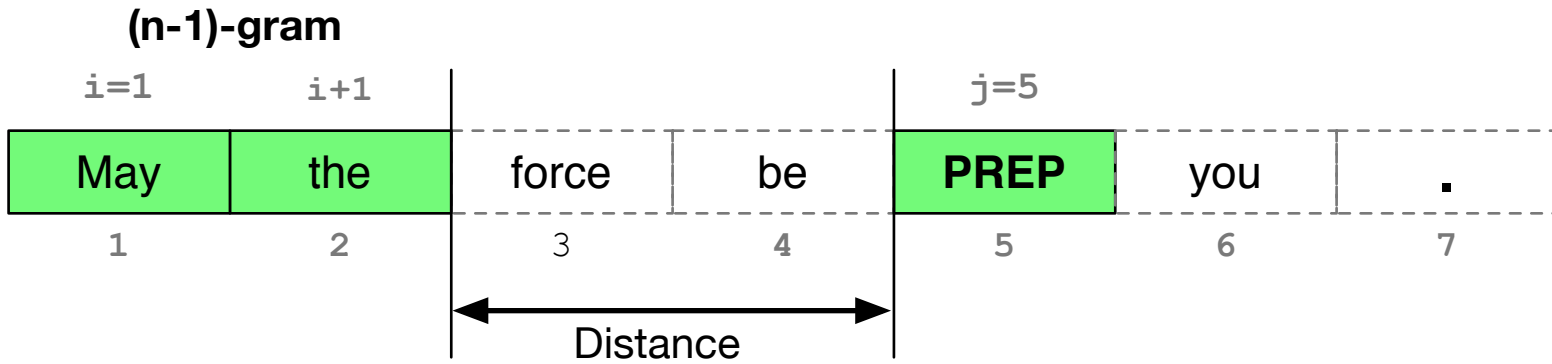 (n-1)-gram
i=1 i+1 j=5
May the force be PREP you .
1 2 3 4 5 6 7
Distance